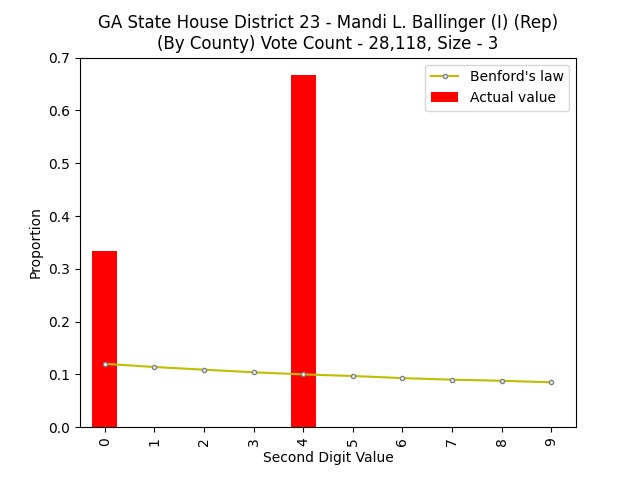 GA State House District 23 - Mandi L. Ballinger (I) (Rep)
(By County) Vote Count - 28,118, Size - 3
Benford's law
Actual value
0.7
0.6
0.5
0.4
0.3
0.2
0.1
0.0
Proportion
0 1 2 3 4 5 6 7 8 9
Second Digit Value